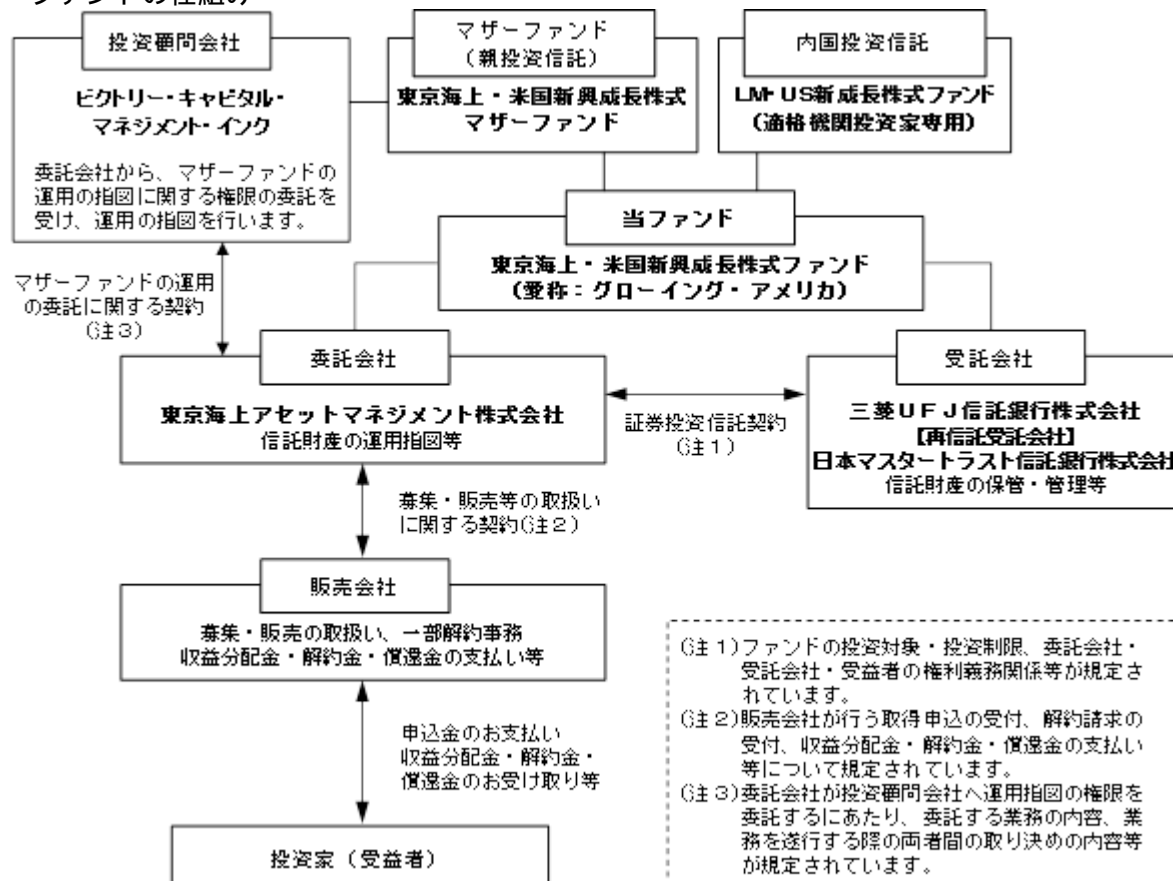 ファンドの仕組み
投資顧問会社
ビクトリー・キャピタル・
マネジメント・インク
委託会社から、マザーファンドの
運用の指図に関する権限の委託を
受け、運用の指図を行います。
マザーファンド
（親投資信託）
東京海上・米国新興成長株式
マザーファンド
内国投資信託
LM・US新成長株式ファンド
（適格機関投資家専用）
当ファンド
東京海上・米国新興成長株式ファンド
（愛称：グローイング・アメリカ）
マザーファンドの運用
の委託に関する契約
（注３）
委託会社
東京海上アセットマネジメント株式会社
信託財産の運用指図等
証券投資信託契約
（注１）
受託会社
三菱ＵＦＪ信託銀行株式会社
【再信託受託会社】
日本マスタートラスト信託銀行株式会社
信託財産の保管・管理等
募集・販売等の取扱い
に関する契約（注２）
販売会社
募集・販売の取扱い、一部解約事務
収益分配金・解約金・償還金の支払い等
申込金のお支払い
収益分配金・解約金・
償還金のお受け取り等
投資家（受益者）
（注１）ファンドの投資対象・投資制限、委託会社・
受託会社・受益者の権利義務関係等が規定さ
れています。
（注２）販売会社が行う取得申込の受付、解約請求の
受付、収益分配金・解約金・償還金の支払い
等について規定されています。
（注３）委託会社が投資顧問会社へ運用指図の権限を
委託するにあたり、委託する業務の内容、業
務を遂行する際の両者間の取り決めの内容等
が規定されています。